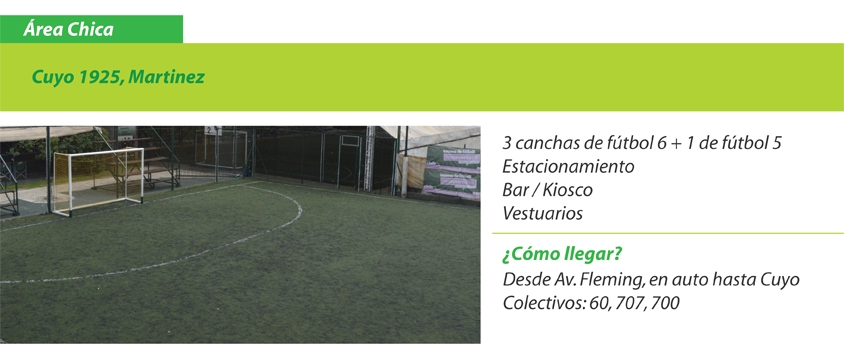 Área Chica
Cuyo 1925, Martinez
3 canchas de fútbol 6 + 1 de fútbol 5
Estacionamiento
Bar / Kiosco
Vestuarios
¿Cómo llegar?
Desde Av. Fleming, en auto hasta Cuyo
Colectivos: 60, 707, 700